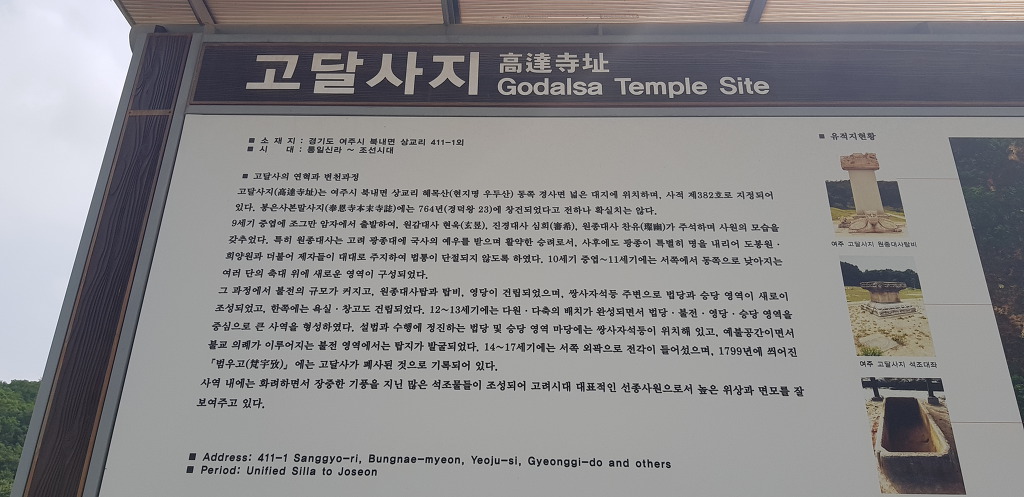 고달사지 高達寺址
Godalsa Temple Site
■ 소 재 지 : 경기도 여주시 북내면 상교리 411-1외
■ 시 대 : 통일신라 ~ 조선시대
■ 고달사의 연혁과 변천과정
고달사지(高達寺址)는 여주시 북내면 상교리 혜목산(현지명 우두산) 동쪽 경사면 넓은 대지에 위치하며, 사적 제382호로 지정되어
있다. 봉은사본말사지(奉恩寺本末寺誌)에는 764년(경덕왕 23)에 창건되었다고 전하나 확실치는 않다.
9세기 중엽에 조그만 암자에서 출발하여, 원감대사 현욱(玄昱), 진경대사 심희(審希), 원종대사 찬유(璨幽)가 주석하며 사원의 모습을
갖추었다. 특히 원종대사는 고려 광종대에 국사의 예우를 받으며 활약한 승려로서, 사후에도 광종이 특별히 명을 내리어 도봉원 ·
희양원과 더불어 제자들이 대대로 주지하여 법통이 단절되지 않도록 하였다. 10세기 중엽~11세기에는 서쪽에서 동쪽으로 낮아지는
여러 단의 축대 위에 새로운 영역이 구성되었다.
그 과정에서 불전의 규모가 커지고, 원종대사탑과 탑비, 영당이 건립되었으며, 쌍사자석등 주변으로 법당과 승당 영역이 새로이
조성되었고, 한쪽에는 욕실 · 창고도 건립되었다. 12~13세기에는 다원 · 다축의 배치가 완성되면서 법당 · 불전 · 영당 · 승당 영역을
중심으로 큰 사역을 형성하였다. 설법과 수행에 정진하는 법당 및 승당 영역 마당에는 쌍사자석등이 위치해 있고, 예불공간이면서
불교 의례가 이루어지는 불전 영역에서는 탑지가 발굴되었다. 14~17세기에는 서쪽 외곽으로 전각이 들어섰으며, 1799년에 씌어진
「범우고(梵宇攷)」에는 고달사가 폐사된 것으로 기록되어 있다.
사역 내에는 화려하면서 장중한 기풍을 지닌 많은 석조물들이 조성되어 고려시대 대표적인 선종사원으로서 높은 위상과 면모를 잘
보여주고 있다.
■ Address: 411-1 Sanggyo-ri, Bungnae-myeon, Yeoju-si, Gyeonggi-do and others
■ Period: Unified Silla to Joseon
■ 유적지현황
여주 고달사지 원종대사탑비
여주 고달사지 석조대좌